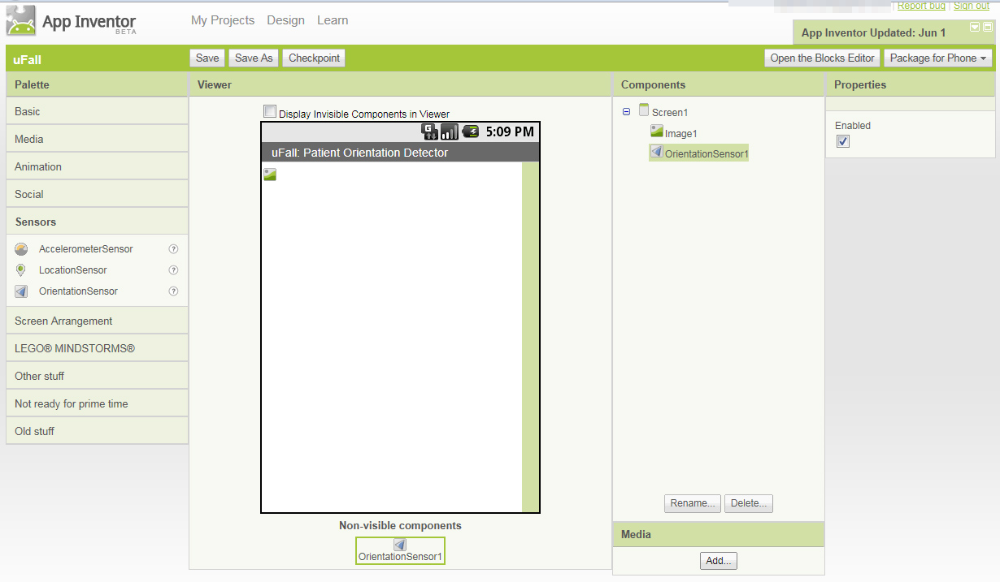 Report bug | Sign out
App Inventor
BETA
My Projects Design Learn
App Inventor Updated: Jun 1
uFall
Save Save As Checkpoint
Open the Blocks Editor Package for Phone
Palette
Basic
Media
Animation
Social
Sensors
AccelerometerSensor ?
LocationSensor ?
OrientationSensor ?
Screen Arrangement
LEGO® MINDSTORMS®
Other stuff
Not ready for prime time
Old stuff
Viewer
Display Invisible Components in Viewer
G 5:09 PM
uFall: Patient Orientation Detector
Non-visible components
OrientationSensor1
Components
Screen1
Image1
OrientationSensor1
Rename... Delete...
Media
Add...
Properties
Enabled